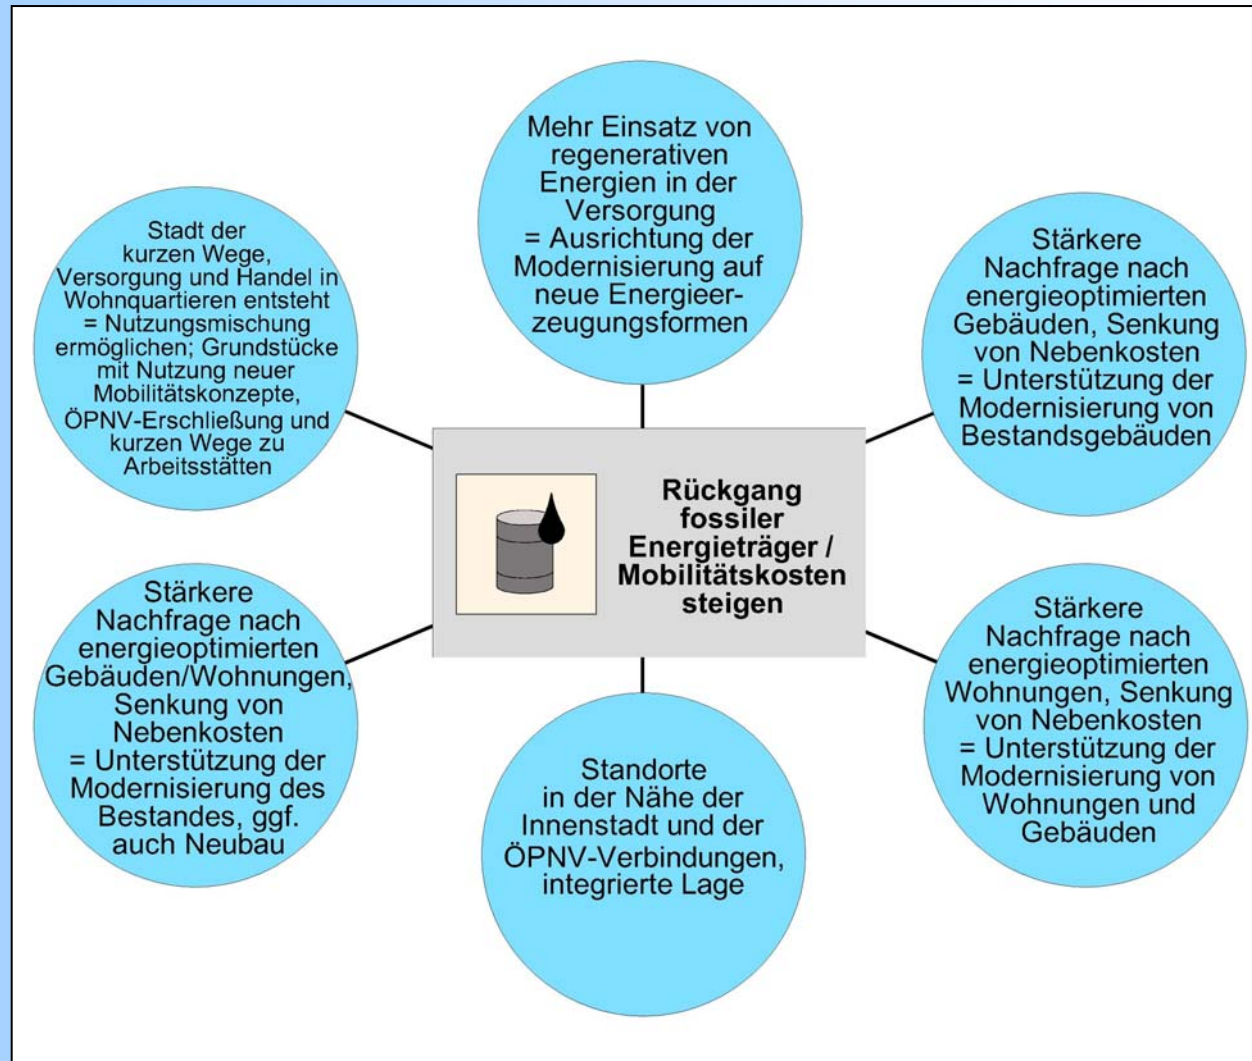 Mehr Einsatz von
regenerativen
Energien in der
Versorgung
= Ausrichtung der
Modernisierung auf
neue Energieer-
zeugungsformen
Stadt der
kurzen Wege,
Versorgung und Handel in
Wohnquartieren entsteht
= Nutzungsmischung
ermöglichen; Grundstücke
mit Nutzung neuer
Mobilitätskonzepte,
ÖPNV-Erschließung und
kurzen Wege zu
Arbeitsstätten
Stärkere
Nachfrage nach
energieoptimierten
Gebäuden, Senkung
von Nebenkosten
= Unterstützung der
Modernisierung von
Bestandsgebäuden
Rückgang
fossiler
Energieträger /
Mobilitätskosten
steigen
Stärkere
Nachfrage nach
energieoptimierten
Gebäuden/Wohnungen,
Senkung von
Nebenkosten
= Unterstützung der
Modernisierung des
Bestandes, ggf.
auch Neubau
Standorte
in der Nähe der
Innenstadt und der
ÖPNV-Verbindungen,
integrierte Lage
Stärkere
Nachfrage nach
energieoptimierten
Wohnungen, Senkung
von Nebenkosten
= Unterstützung der
Modernisierung von
Wohnungen und
Gebäuden